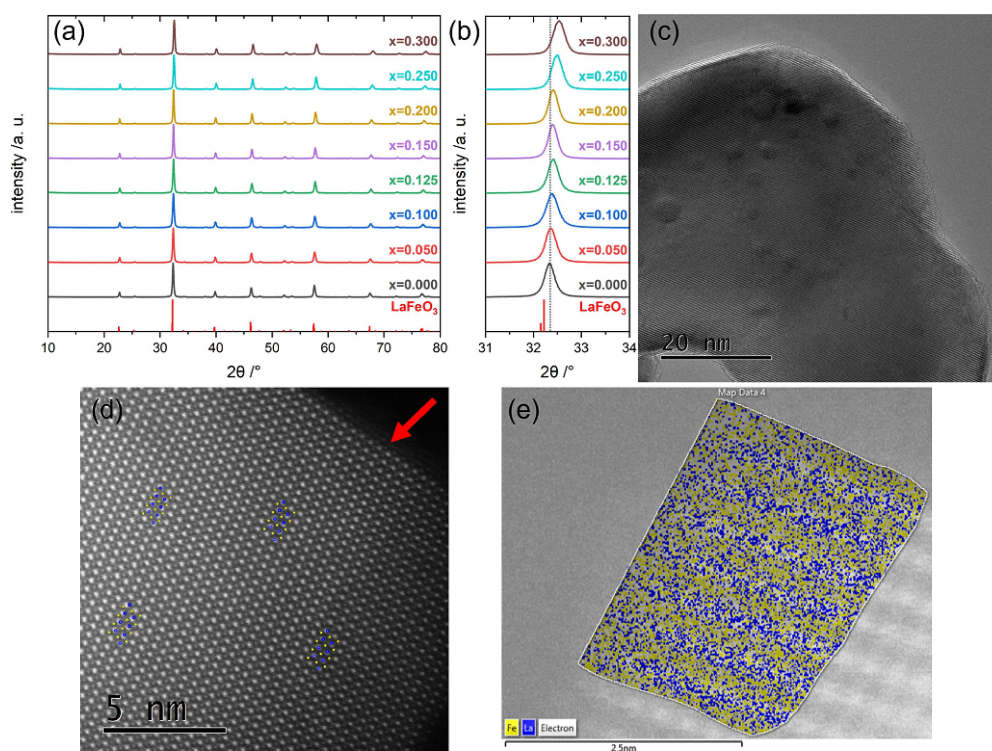 (a)
intensity /a. u.
x=0.300
x=0.250
x=0.200
x=0.150
x=0.125
x=0.100
x=0.050
x=0.000
LaFeO₃
10 20 30 40 50 60 70 80
2θ /°
(b)
intensity /a. u.
x=0.300
x=0.250
x=0.200
x=0.150
x=0.125
x=0.100
x=0.050
x=0.000
LaFeO₃
31 32 33 34
2θ /°
(c)
20 nm
(d)
5 nm
(e)
Map Data 4
Fe La Electron
2.5nm